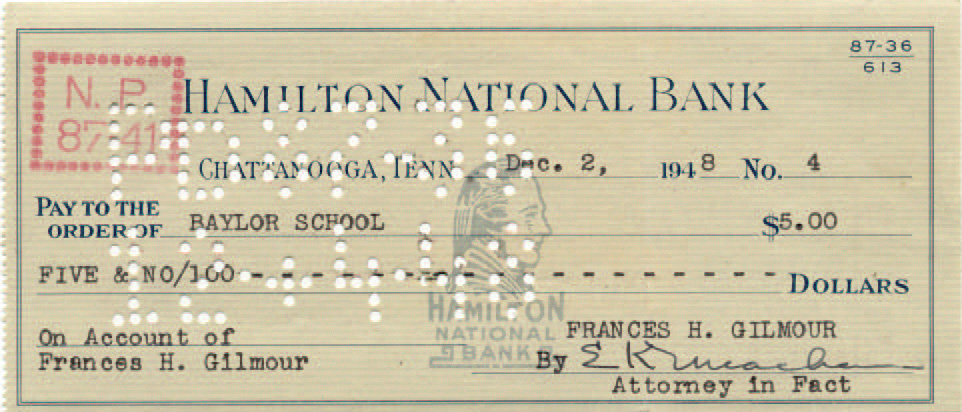 87-36
613
N. P
87-41
HAMILTON NATIONAL BANK
CHATTANOOGA, TENN Dec. 2, 1948 No. 4
PAY TO THE
ORDER OF BAYLOR SCHOOL $5.00
FIVE & NO/100 - - - - - - - - - - - - - - - - - - - - DOLLARS
HAMILTON
NATIONAL
BANK
On Account of
Frances H. Gilmour
FRANCES H. GILMOUR
By E K Meacham
Attorney in Fact